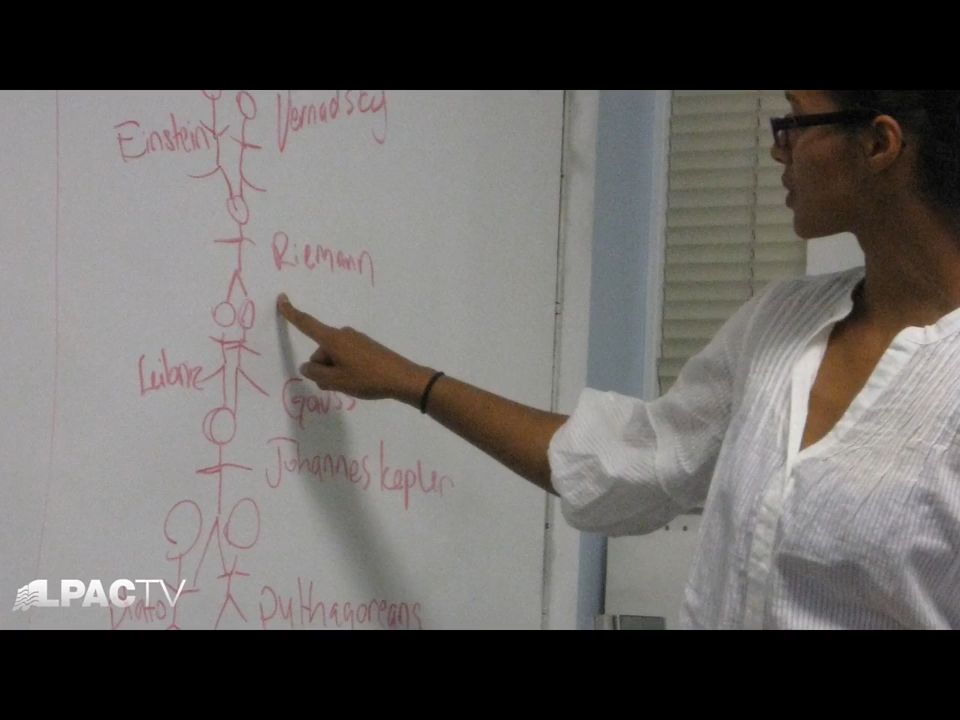 Vernadsky
Einstein
Riemann
Leibniz
Gauss
Johannes Kepler
Plato
Pythagoreans
LPACTV